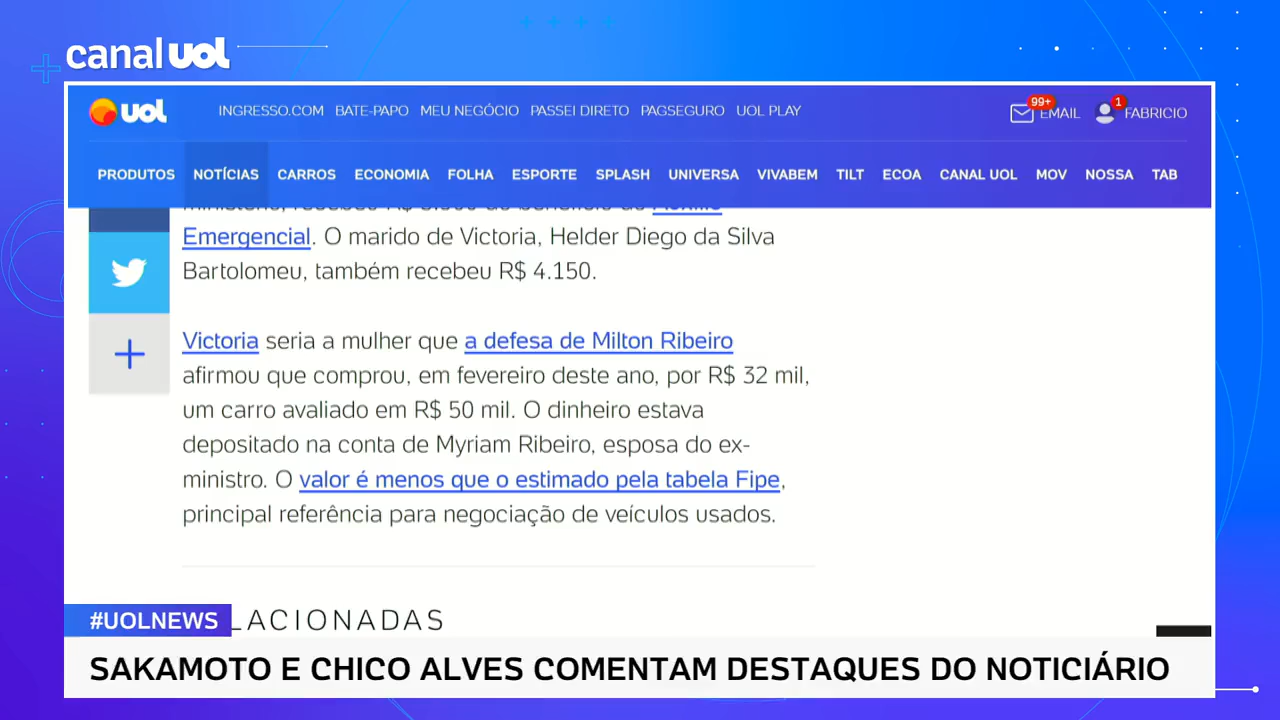 canal UOL
UOL
INGRESSO.COM BATE-PAPO MEU NEGÓCIO PASSEI DIRETO PAGSEGURO UOL PLAY
99+ EMAIL 1 FABRICIO
PRODUTOS NOTÍCIAS CARROS ECONOMIA FOLHA ESPORTE SPLASH UNIVERSA VIVABEM TILT ECOA CANAL UOL MOV NOSSA TAB
Emergencial. O marido de Victoria, Helder Diego da Silva
Bartolomeu, também recebeu R$ 4.150.
Victoria seria a mulher que a defesa de Milton Ribeiro
afirmou que comprou, em fevereiro deste ano, por R$ 32 mil,
um carro avaliado em R$ 50 mil. O dinheiro estava
depositado na conta de Myriam Ribeiro, esposa do ex-
ministro. O valor é menos que o estimado pela tabela Fipe,
principal referência para negociação de veículos usados.
LACIONADAS
#UOLNEWS
SAKAMOTO E CHICO ALVES COMENTAM DESTAQUES DO NOTICIÁRIO